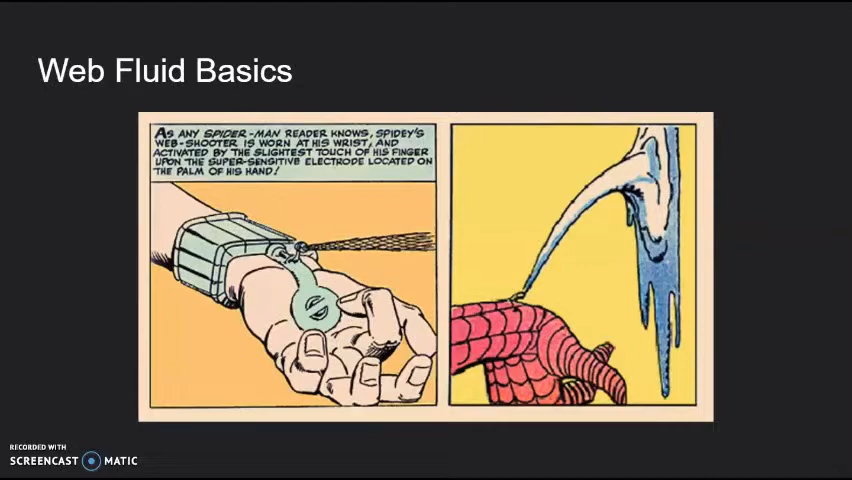 Web Fluid Basics
AS ANY SPIDER-MAN READER KNOWS, SPIDEY'S
WEB-SHOOTER IS WORN AT HIS WRIST, AND
ACTIVATED BY THE SLIGHTEST TOUCH OF HIS FINGER
UPON THE SUPER-SENSITIVE ELECTRODE LOCATED ON
THE PALM OF HIS HAND!
RECORDED WITH
SCREENCAST MATIC